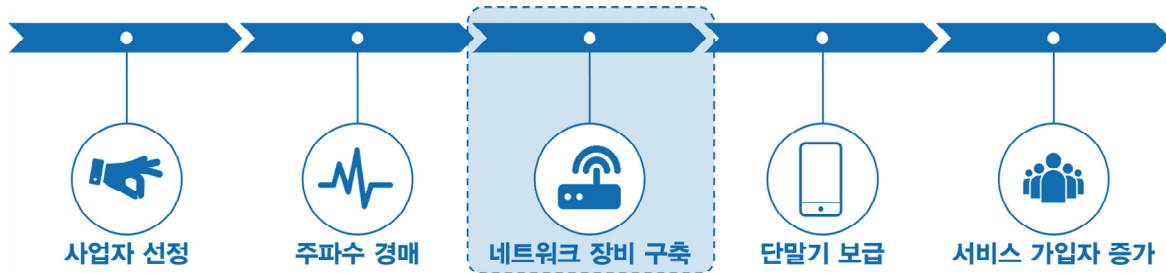 사업자 선정
주파수 경매
네트워크 장비 구축
단말기 보급
서비스 가입자 증가